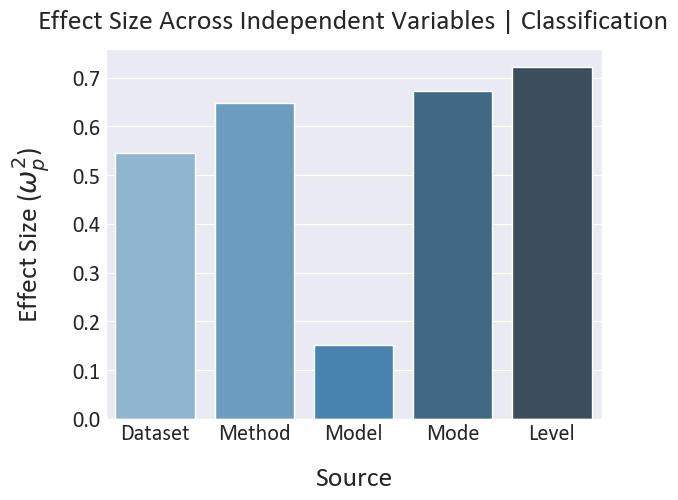 Effect Size Across Independent Variables | Classification
Effect Size (ω²ₚ)
0.7
0.6
0.5
0.4
0.3
0.2
0.1
0.0
Dataset Method Model Mode Level
Source